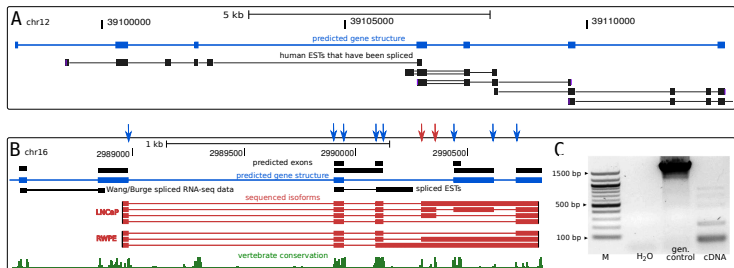 A
chr12
39100000
5 kb
39105000
39110000
predicted gene structure
human ESTs that have been spliced
B
chr16
2989000
1 kb
2989500
2990000
2990500
predicted exons
predicted gene structure
Wang/Burge spliced RNA-seq data
spliced ESTs
sequenced isoforms
LNCaP
RWPE
vertebrate conservation
C
1500 bp
500 bp
100 bp
M
H₂O
gen.
control
cDNA